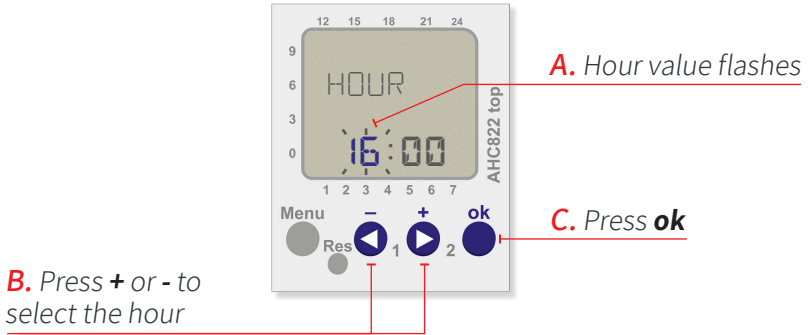 12 15 18 21 24
9
6
3
0
HOUR
16:00
AHC822 top
1 2 3 4 5 6 7
Menu
Res
–
+
ok
1
2
A. Hour value flashes
C. Press ok
B. Press + or - to
select the hour